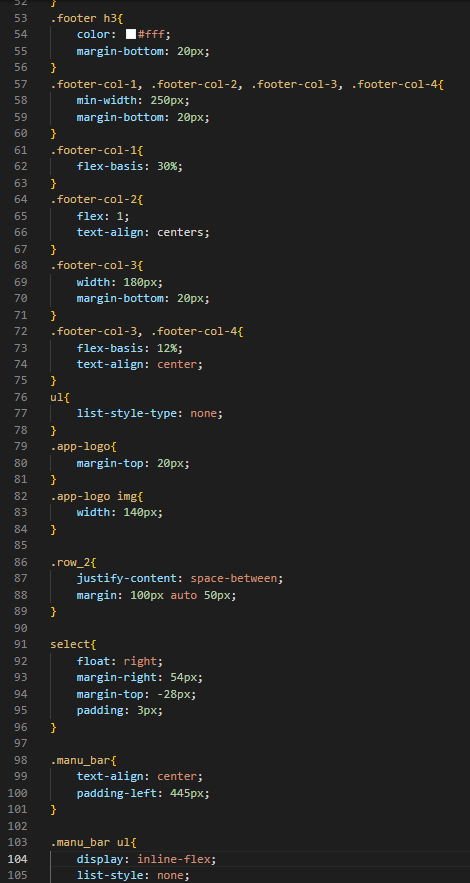 52 }
53 .footer h3{
54 color: #fff;
55 margin-bottom: 20px;
56 }
57 .footer-col-1, .footer-col-2, .footer-col-3, .footer-col-4{
58 min-width: 250px;
59 margin-bottom: 20px;
60 }
61 .footer-col-1{
62 flex-basis: 30%;
63 }
64 .footer-col-2{
65 flex: 1;
66 text-align: centers;
67 }
68 .footer-col-3{
69 width: 180px;
70 margin-bottom: 20px;
71 }
72 .footer-col-3, .footer-col-4{
73 flex-basis: 12%;
74 text-align: center;
75 }
76 ul{
77 list-style-type: none;
78 }
79 .app-logo{
80 margin-top: 20px;
81 }
82 .app-logo img{
83 width: 140px;
84 }
85
86 .row_2{
87 justify-content: space-between;
88 margin: 100px auto 50px;
89 }
90
91 select{
92 float: right;
93 margin-right: 54px;
94 margin-top: -28px;
95 padding: 3px;
96 }
97
98 .manu_bar{
99 text-align: center;
100 padding-left: 445px;
101 }
102
103 .manu_bar ul{
104 display: inline-flex;
105 list-style: none;